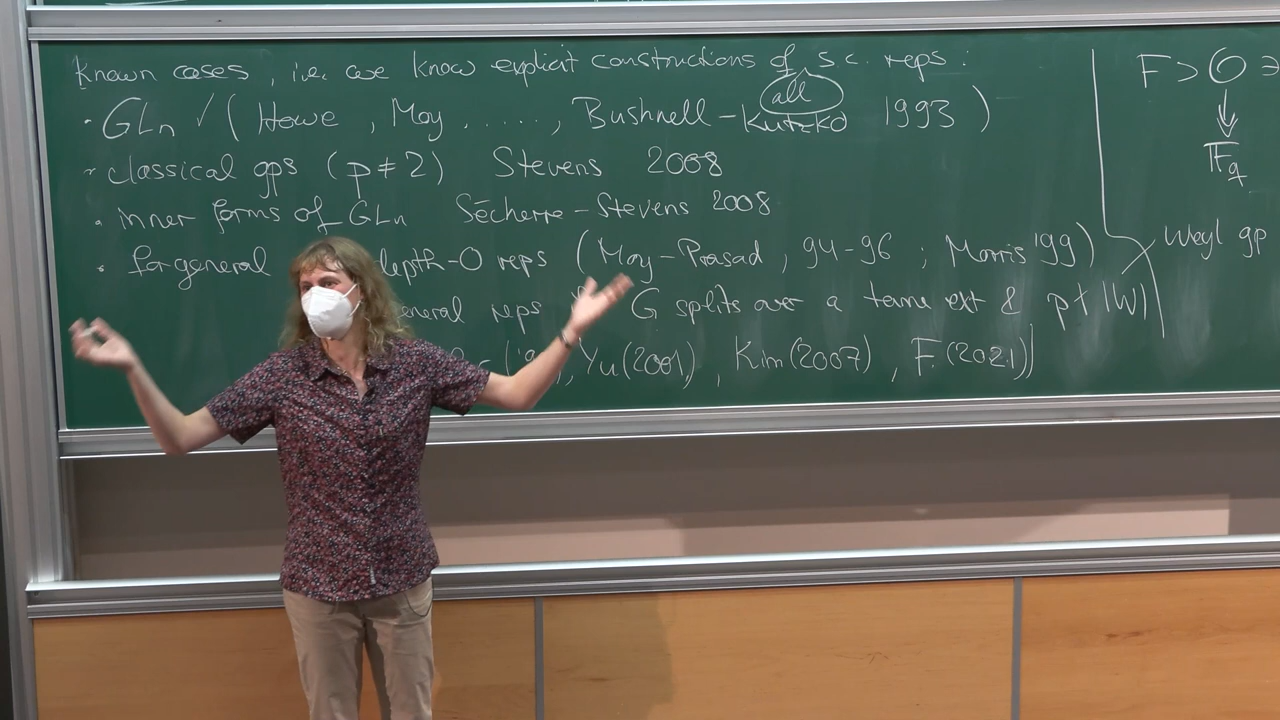 known cases, i.e. we know explicit constructions of all s.c. reps:
· GLn ✓ (Howe, Moy, ....., Bushnell-Kutzko 1993)
· classical gps (p≠2) Stevens 2008
· inner forms of GLn Sécherre-Stevens 2008
· for general depth-0 reps (Moy-Prasad, 94-96; Morris '99)
general reps G splits over a tame ext & p∤|W|
Yu(2001), Kim(2007), F.(2021))
F ⊃ O ∋
↓
𝔽q
Weyl gp